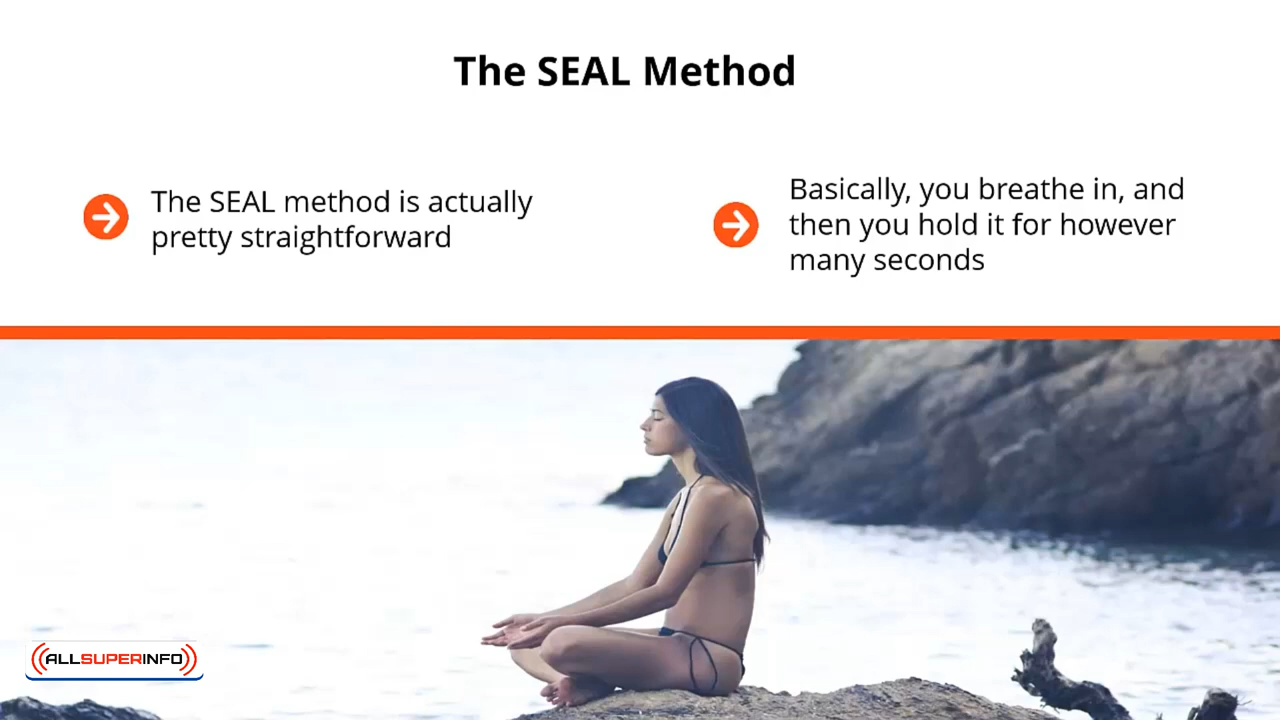 The SEAL Method
The SEAL method is actually
pretty straightforward
Basically, you breathe in, and
then you hold it for however
many seconds
ALLSUPERINFO